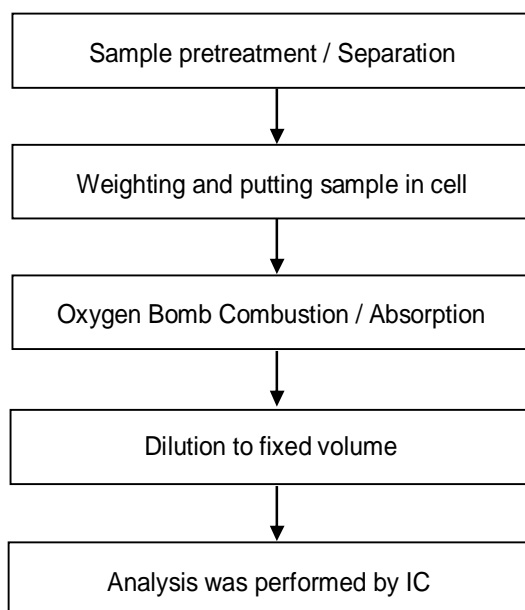 Sample pretreatment / Separation
Weighting and putting sample in cell
Oxygen Bomb Combustion / Absorption
Dilution to fixed volume
Analysis was performed by IC